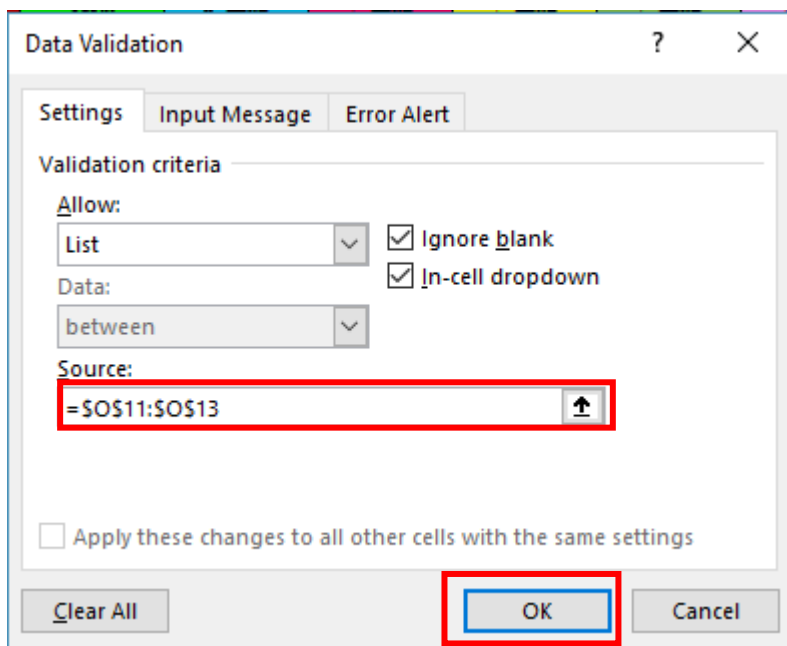 Data Validation ? ×
Settings Input Message Error Alert
Validation criteria
Allow:
List
Ignore blank
In-cell dropdown
Data:
between
Source:
=$O$11:$O$13
Apply these changes to all other cells with the same settings
Clear All OK Cancel